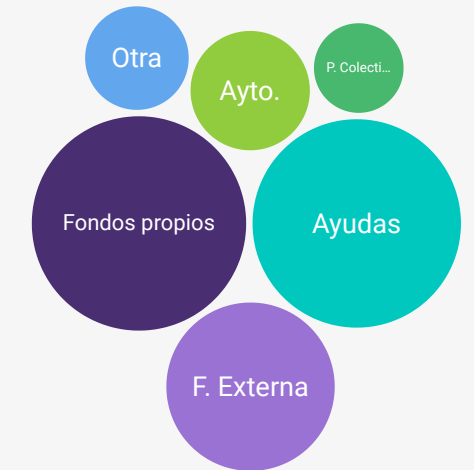 Otra
Ayto.
P. Colecti...
Fondos propios
Ayudas
F. Externa